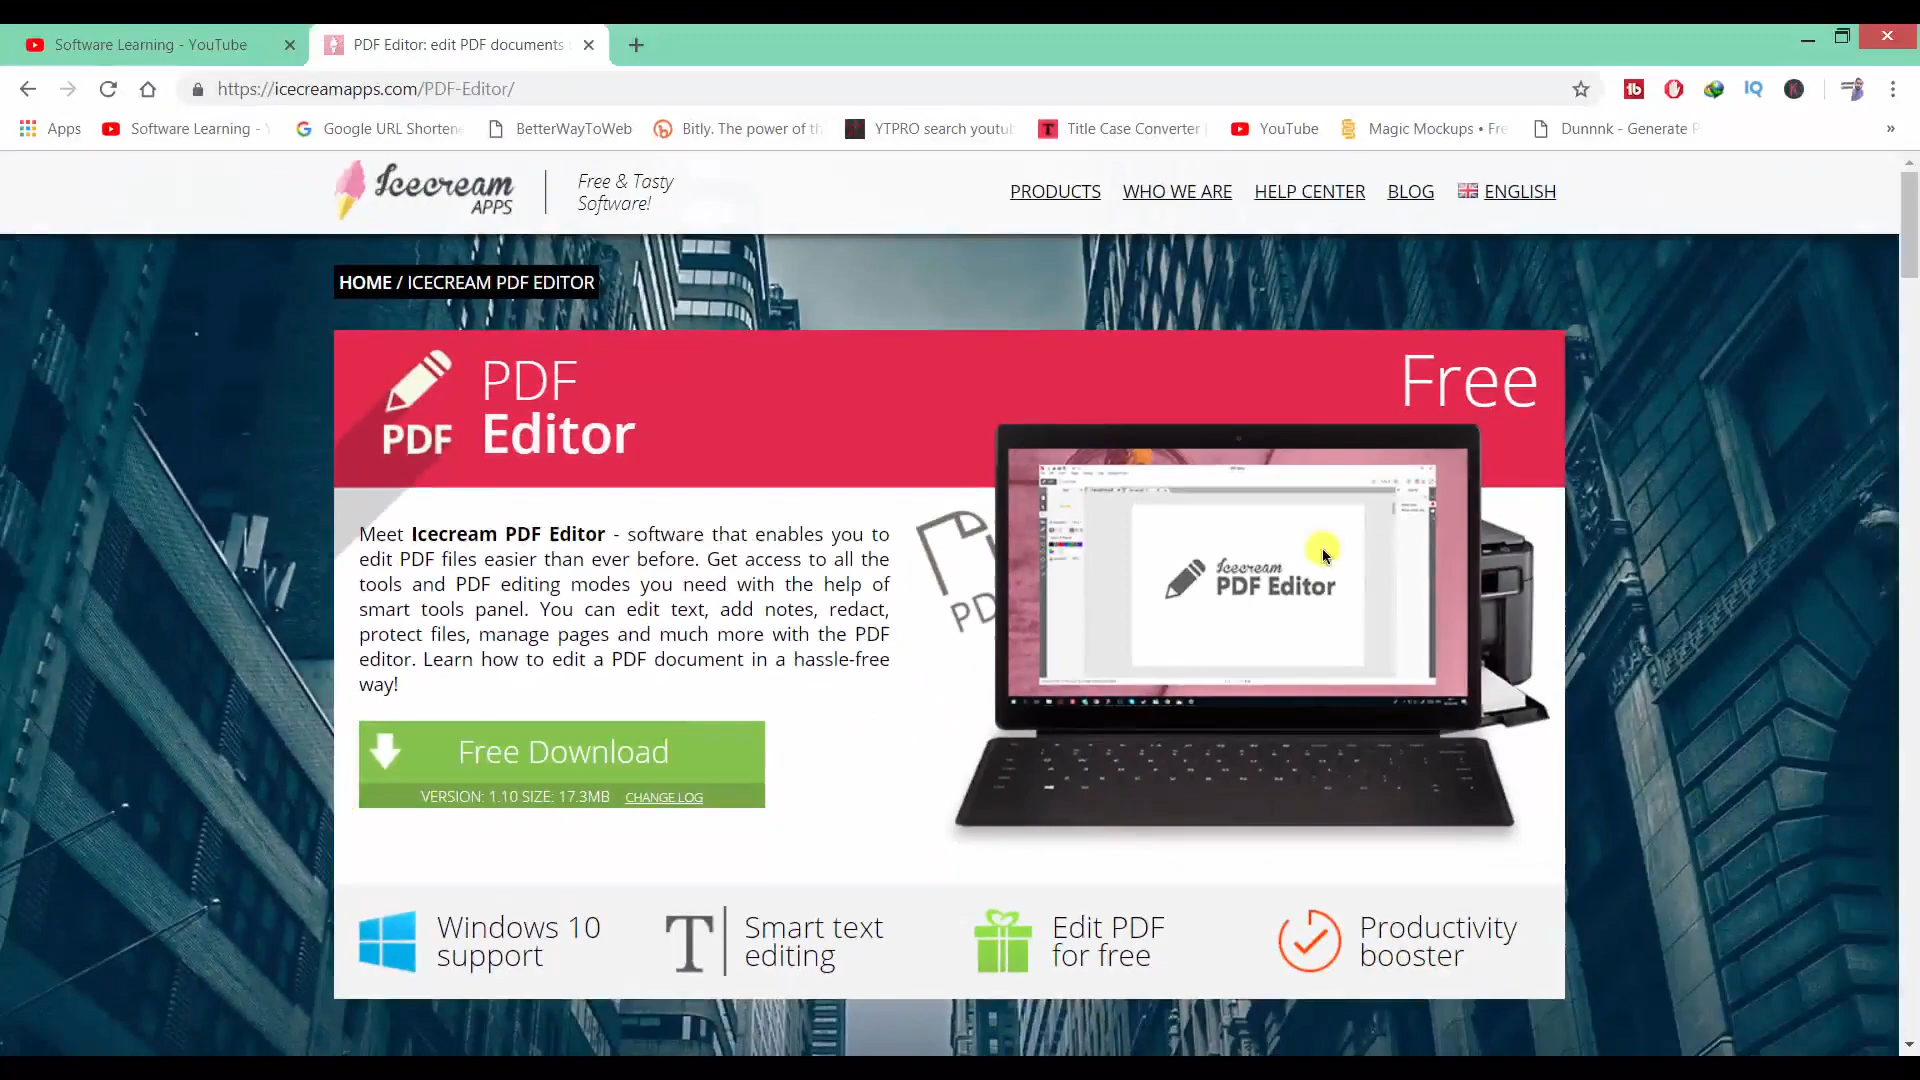 Software Learning - YouTube
PDF Editor: edit PDF documents
https://icecreamapps.com/PDF-Editor/
Apps
Software Learning -
Google URL Shortene
BetterWayToWeb
Bitly. The power of th
YTPRO search youtu
Title Case Converter
YouTube
Magic Mockups • Fre
Dunnnk - Generate P
»
Icecream
APPS
Free & Tasty
Software!
PRODUCTS
WHO WE ARE
HELP CENTER
BLOG
ENGLISH
HOME / ICECREAM PDF EDITOR
PDF
PDF
Editor
Free
Meet Icecream PDF Editor - software that enables you to
edit PDF files easier than ever before. Get access to all the
tools and PDF editing modes you need with the help of
smart tools panel. You can edit text, add notes, redact,
protect files, manage pages and much more with the PDF
editor. Learn how to edit a PDF document in a hassle-free
way!
PD
Icecream
PDF Editor
Free Download
VERSION: 1.10 SIZE: 17.3MB CHANGE LOG
Windows 10
support
Smart text
editing
Edit PDF
for free
Productivity
booster